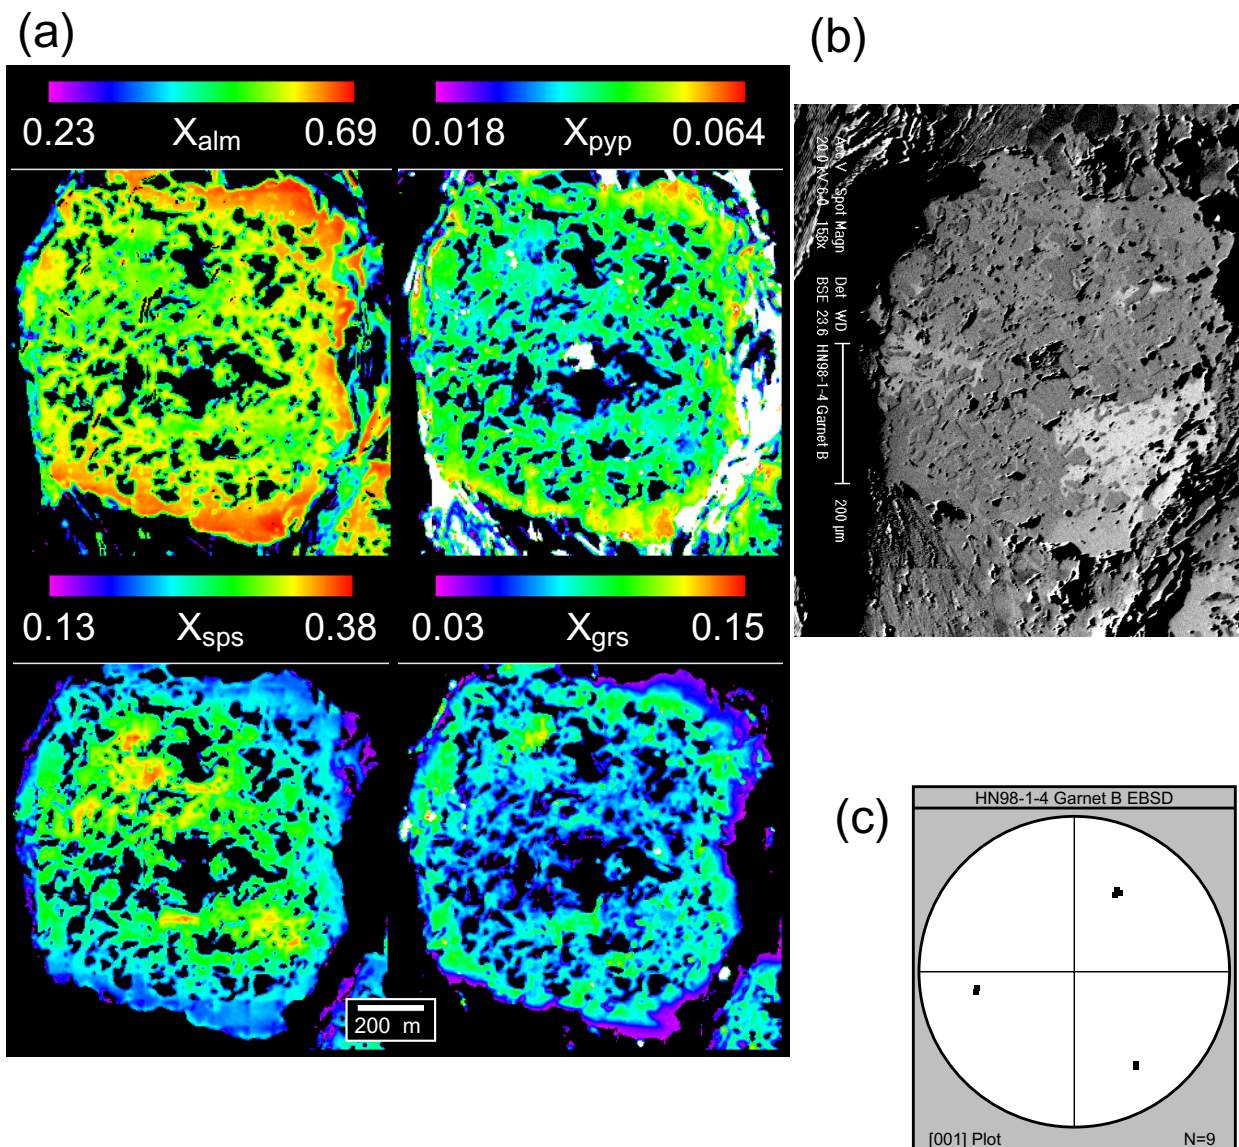 (a)
0.23 Xalm 0.69
0.018 Xpyp 0.064
0.13 Xsps 0.38
0.03 Xgrs 0.15
200 m
(b)
Acc.V Spot Magn Det WD
20.0 kV 6.0 158x BSE 23.6 HN98-1-4 Garnet B
200 µm
(c)
HN98-1-4 Garnet B EBSD
[001] Plot N=9